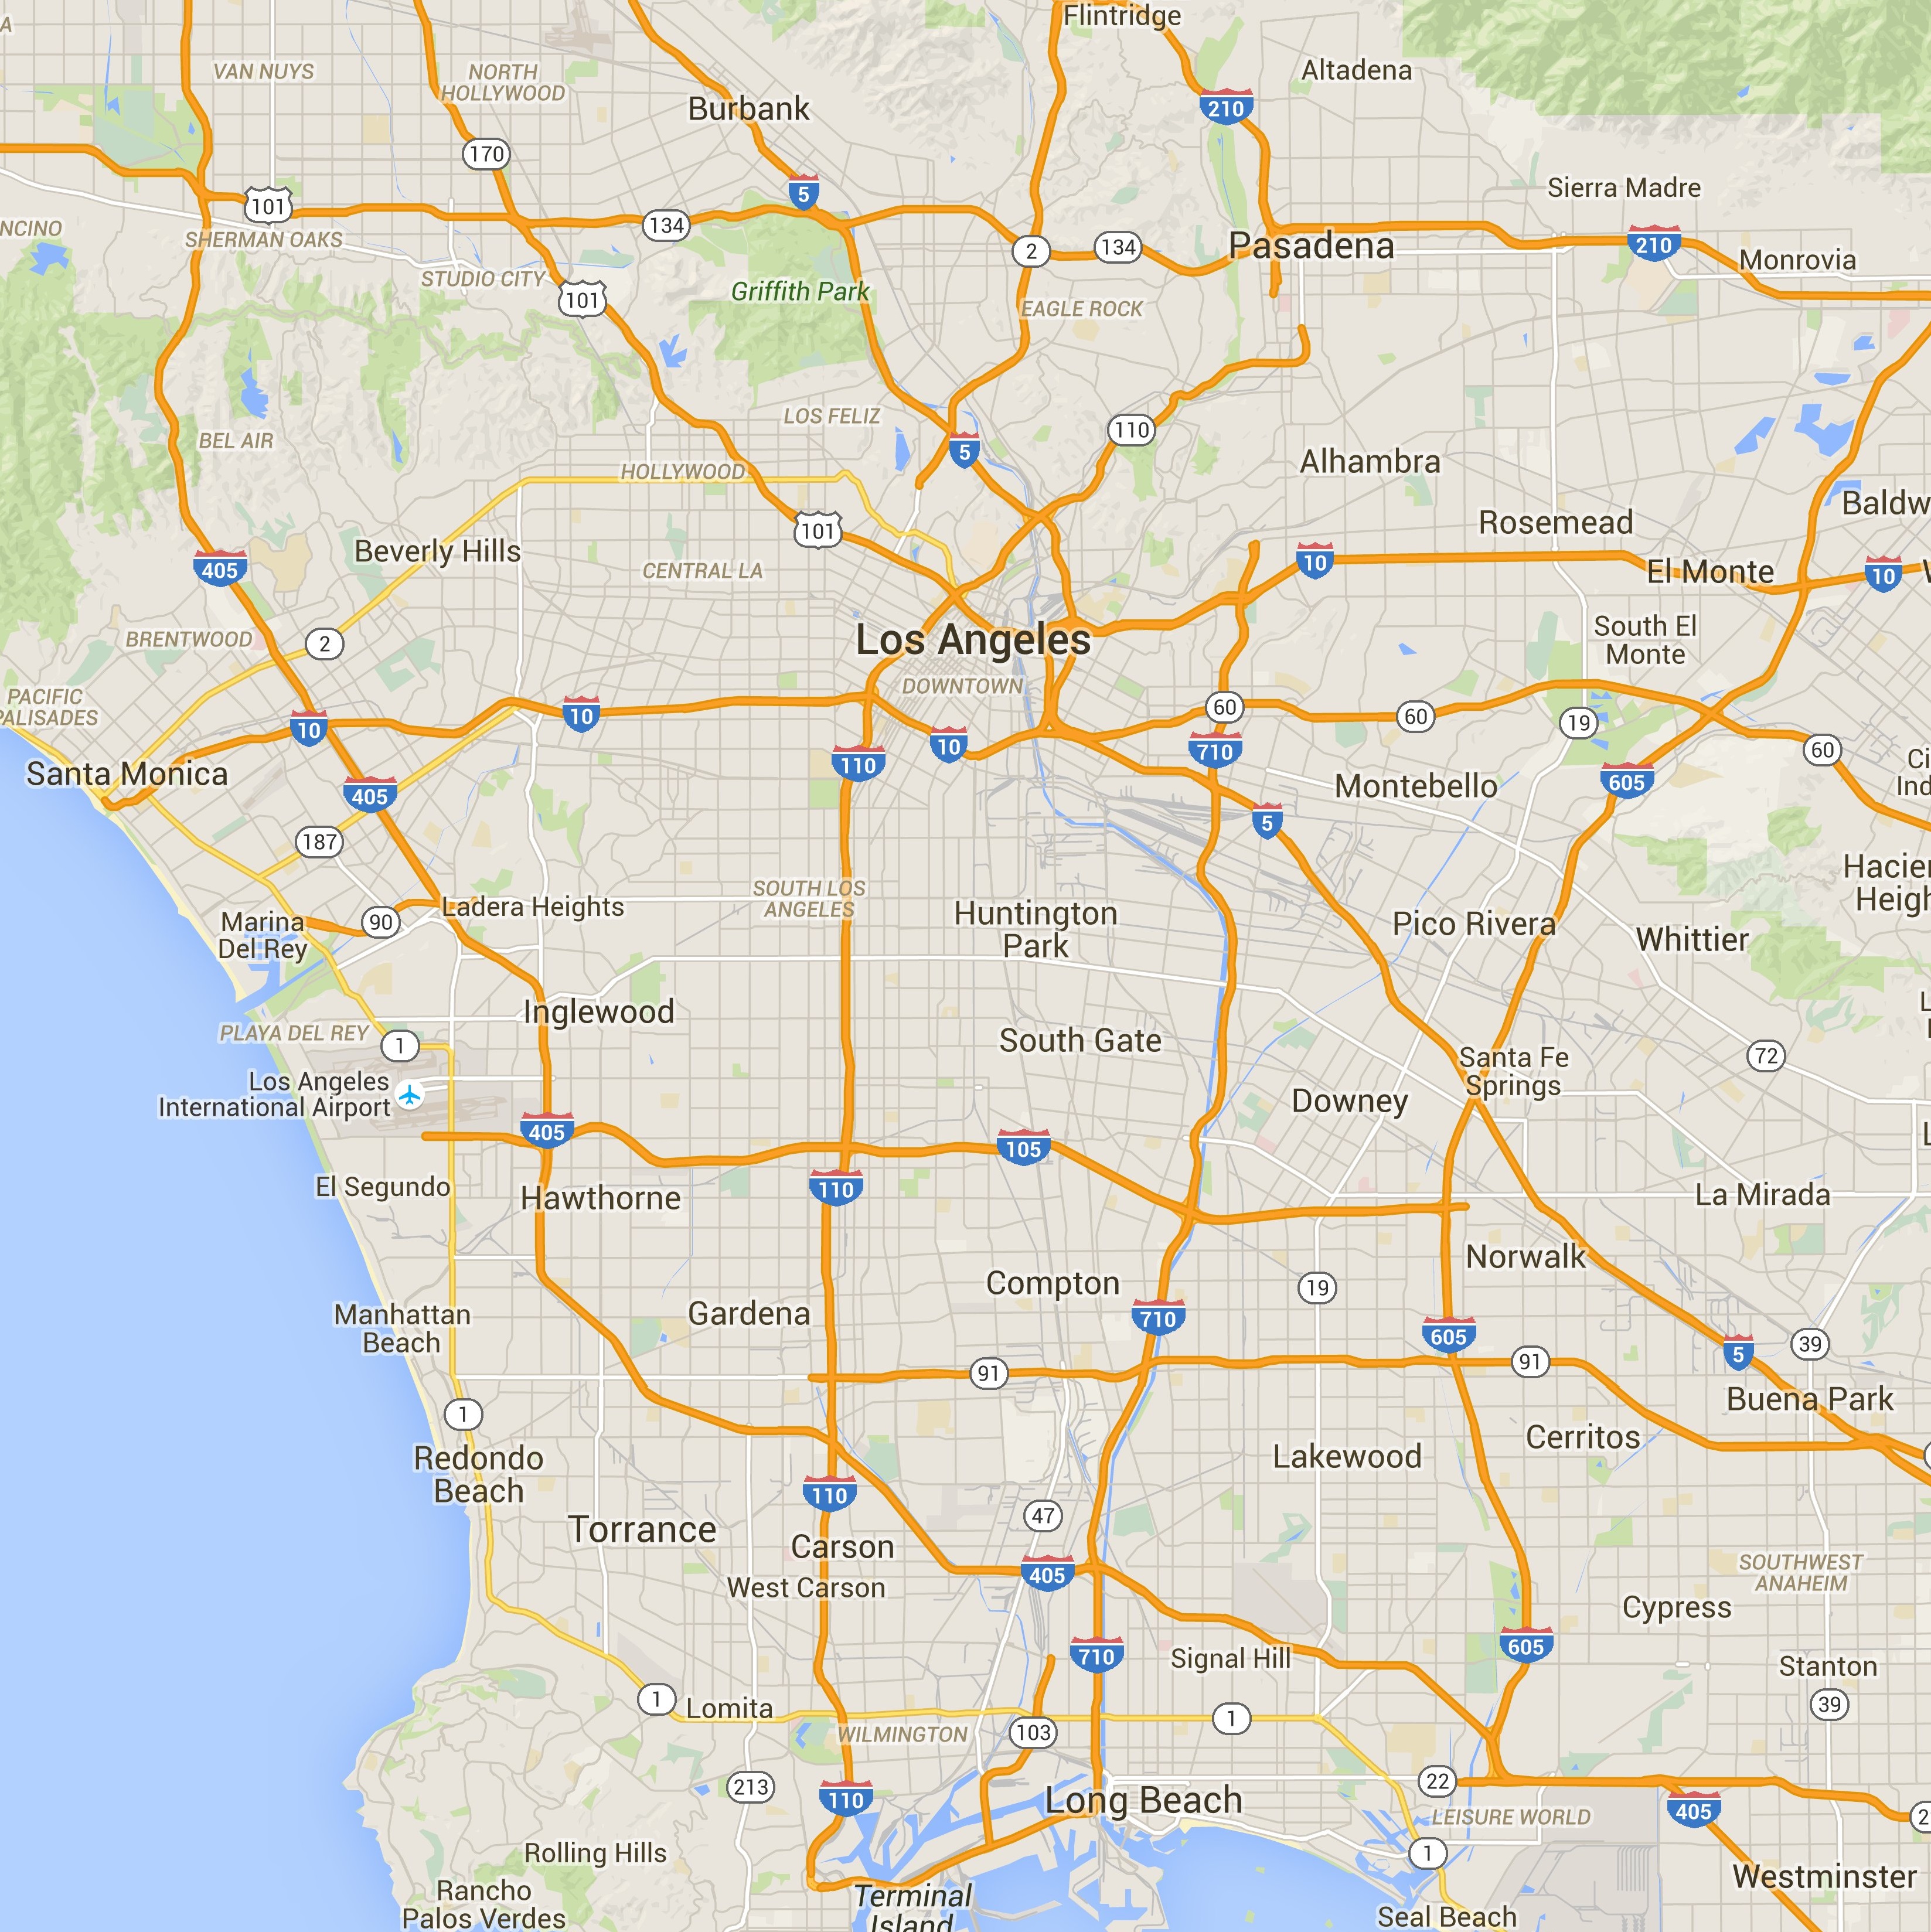 Flintridge
VAN NUYS
NORTH
HOLLYWOOD
Altadena
Burbank
210
170
Sierra Madre
5
101
134
2
134
Pasadena
210
NCINO
SHERMAN OAKS
STUDIO CITY
Monrovia
101
Griffith Park
EAGLE ROCK
LOS FELIZ
110
BEL AIR
5
Alhambra
HOLLYWOOD
Baldw
101
Rosemead
405
Beverly Hills
CENTRAL LA
10
El Monte
10
BRENTWOOD
2
Los Angeles
South El
Monte
DOWNTOWN
PACIFIC
PALISADES
10
10
10
60
60
19
710
60
110
Santa Monica
405
Montebello
605
Ci
Ind
5
187
SOUTH LOS
ANGELES
Hacien
Heigh
Ladera Heights
Marina
Del Rey
90
Huntington
Park
Pico Rivera
Whittier
Inglewood
PLAYA DEL REY
1
South Gate
Santa Fe
Springs
72
Los Angeles
International Airport
Downey
405
105
110
El Segundo
Hawthorne
La Mirada
Norwalk
Compton
19
Manhattan
Beach
Gardena
710
605
5
39
91
91
Buena Park
1
Redondo
Beach
Lakewood
Cerritos
110
47
Torrance
Carson
405
SOUTHWEST
ANAHEIM
West Carson
Cypress
710
Signal Hill
605
Stanton
1
Lomita
39
WILMINGTON
103
1
213
110
Long Beach
22
405
LEISURE WORLD
2
Rolling Hills
1
Westminster
Rancho
Palos Verdes
Terminal
Island
Seal Beach